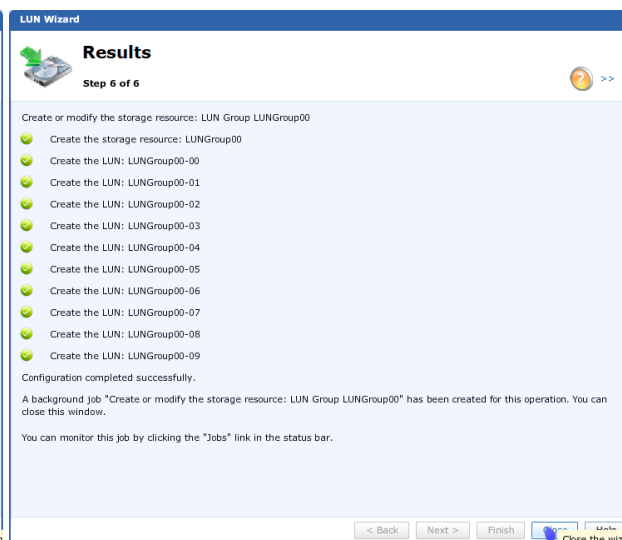 LUN Wizard
Results
Step 6 of 6
>>
Create or modify the storage resource: LUN Group LUNGroup00
Create the storage resource: LUNGroup00
Create the LUN: LUNGroup00-00
Create the LUN: LUNGroup00-01
Create the LUN: LUNGroup00-02
Create the LUN: LUNGroup00-03
Create the LUN: LUNGroup00-04
Create the LUN: LUNGroup00-05
Create the LUN: LUNGroup00-06
Create the LUN: LUNGroup00-07
Create the LUN: LUNGroup00-08
Create the LUN: LUNGroup00-09
Configuration completed successfully.
A background job "Create or modify the storage resource: LUN Group LUNGroup00" has been created for this operation. You can
close this window.
You can monitor this job by clicking the "Jobs" link in the status bar.
< Back Next > Finish Close Help
Close the wiz